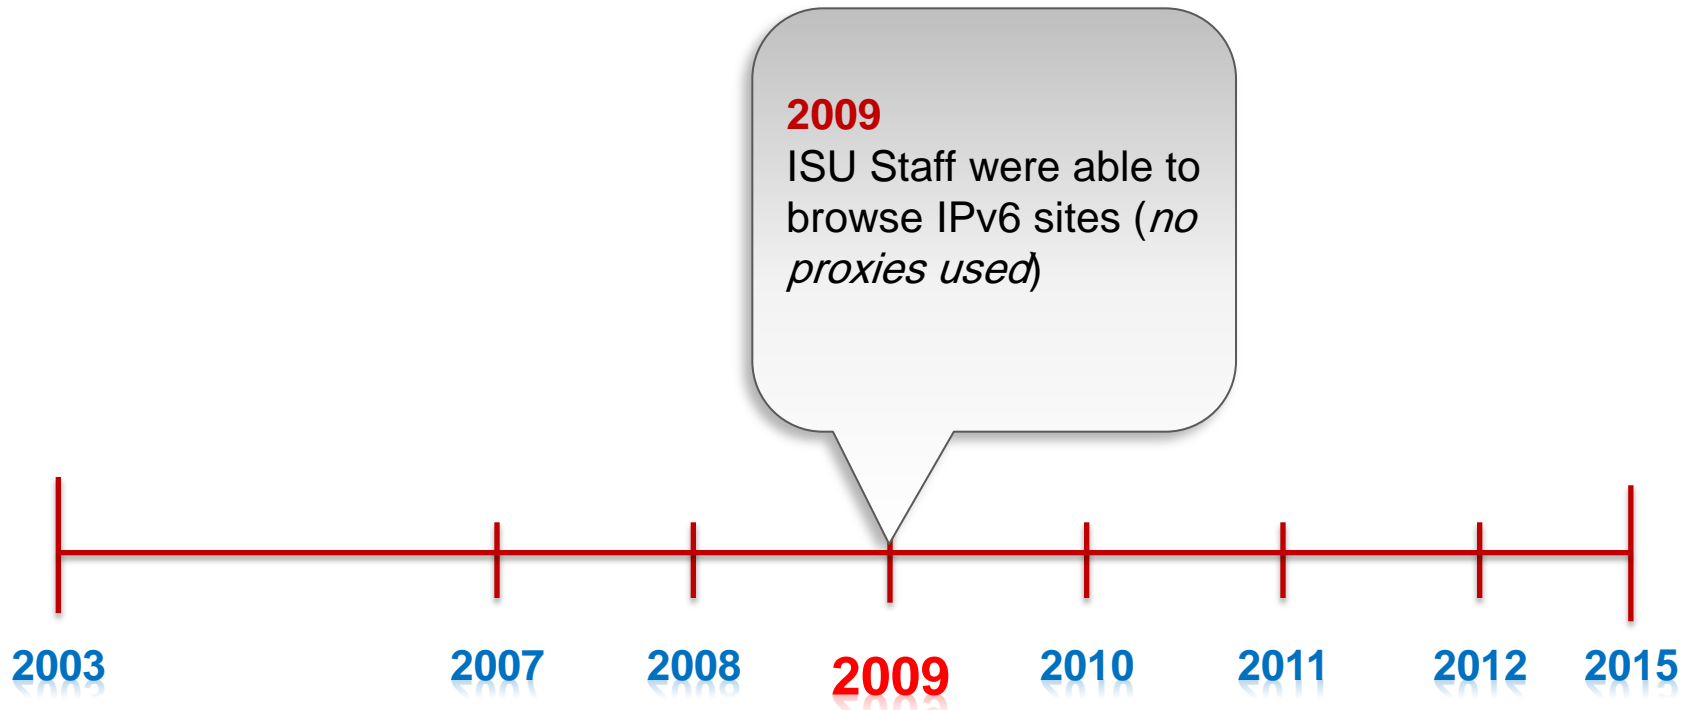 2009
ISU Staff were able to
browse IPv6 sites (no
proxies used)
2003 2007 2008 2009 2010 2011 2012 2015